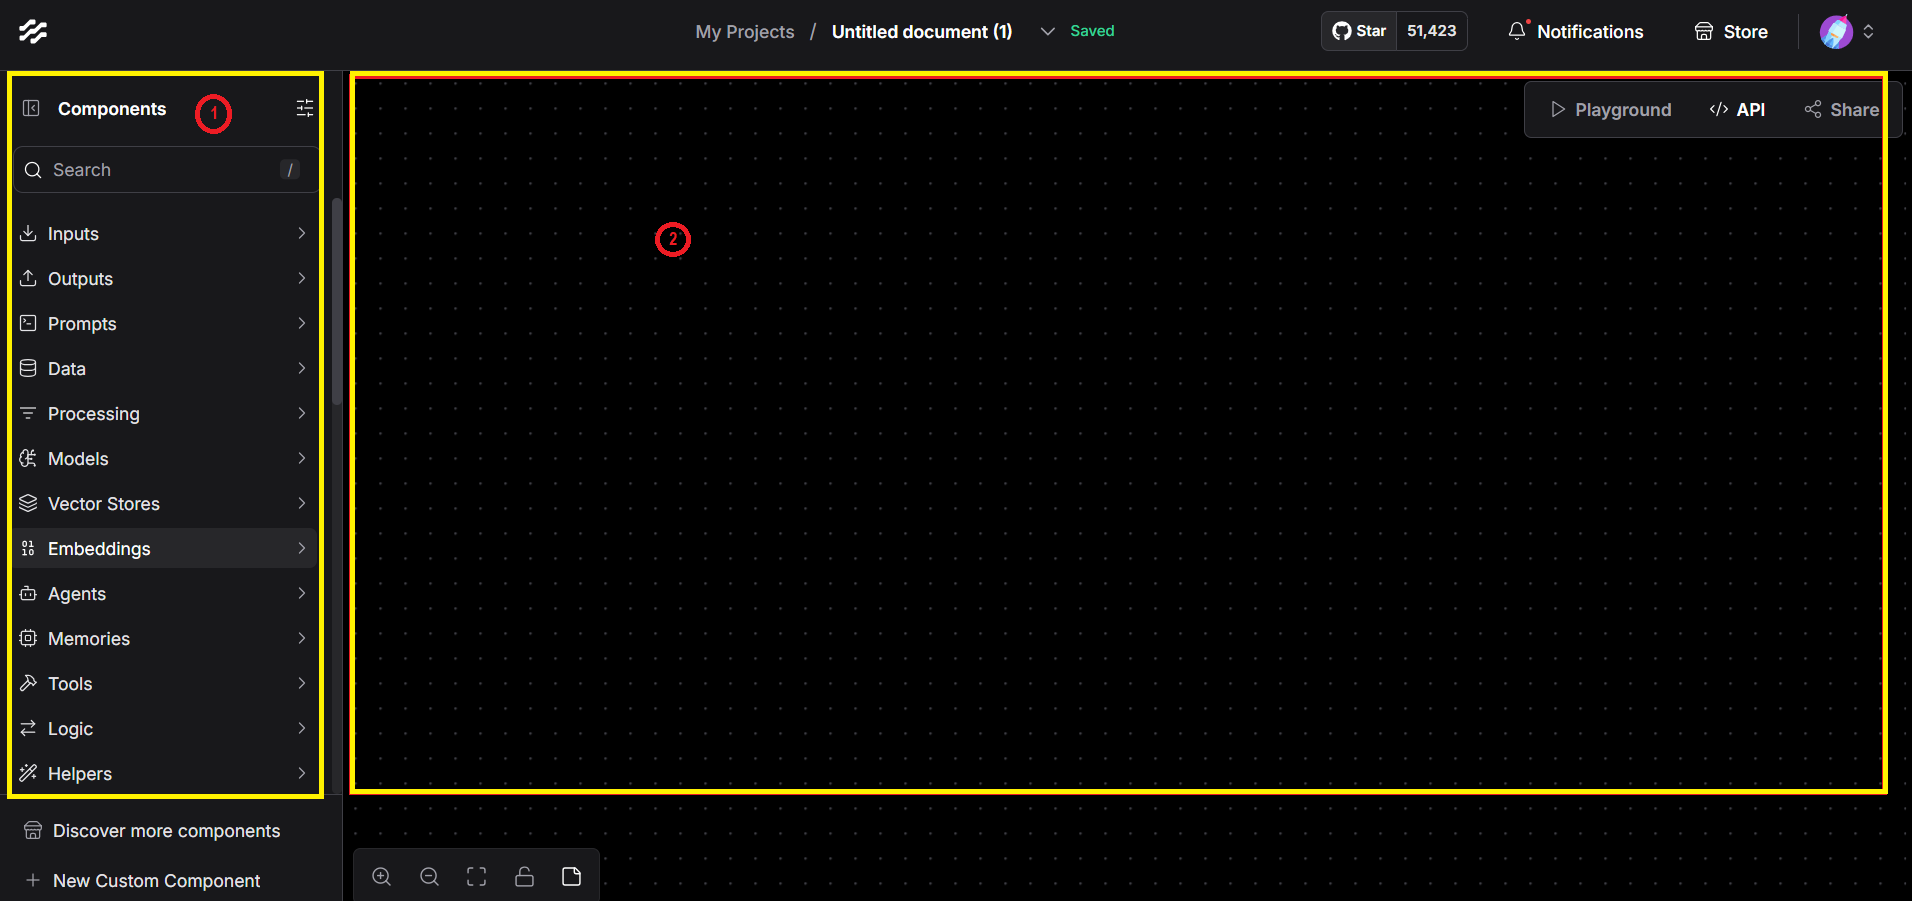 My Projects / Untitled document (1) Saved
Star 51,423
Notifications
Store
Components
1
Search /
Inputs
Outputs
Prompts
Data
Processing
Models
Vector Stores
Embeddings
Agents
Memories
Tools
Logic
Helpers
Discover more components
New Custom Component
Playground
API
Share
2